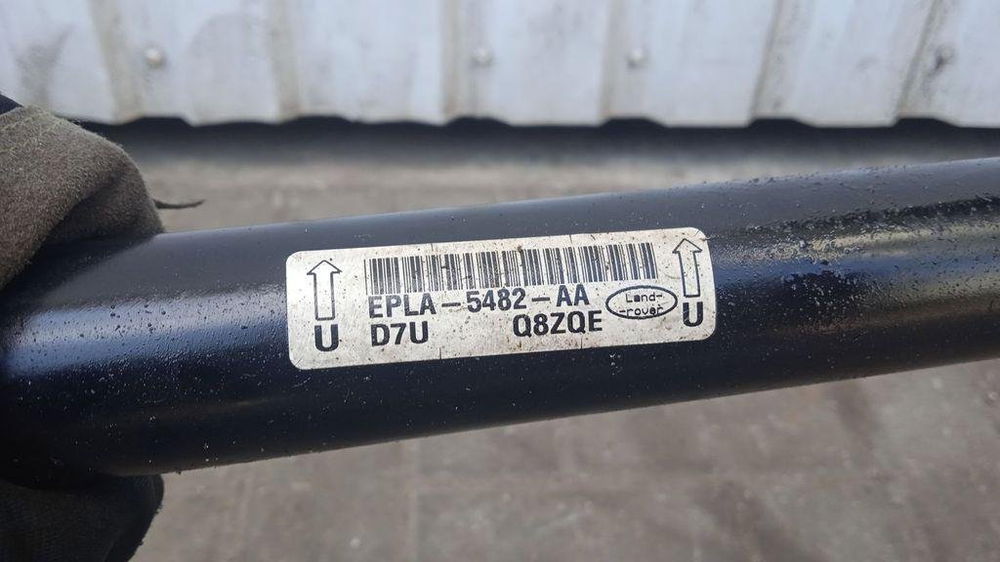 EPLA-5482-AA
D7U Q8ZQE
Land-
-rover
U
U